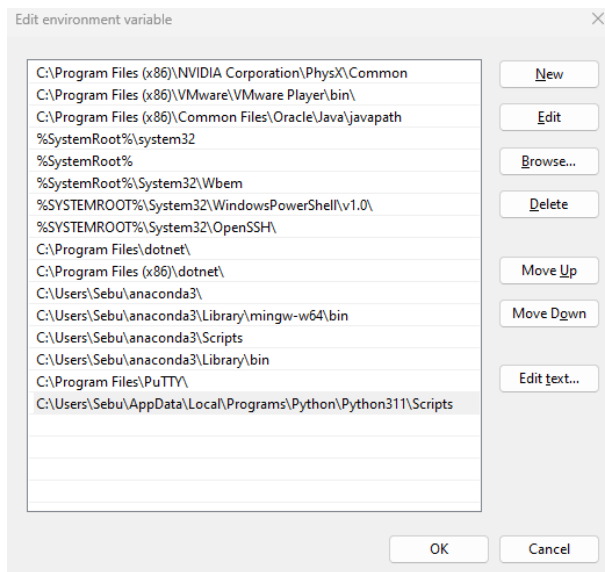 Edit environment variable
C:\Program Files (x86)\NVIDIA Corporation\PhysX\Common
C:\Program Files (x86)\VMware\VMware Player\bin\
C:\Program Files (x86)\Common Files\Oracle\Java\javapath
%SystemRoot%\system32
%SystemRoot%
%SystemRoot%\System32\Wbem
%SYSTEMROOT%\System32\WindowsPowerShell\v1.0\
%SYSTEMROOT%\System32\OpenSSH\
C:\Program Files\dotnet\
C:\Program Files (x86)\dotnet\
C:\Users\Sebu\anaconda3\
C:\Users\Sebu\anaconda3\Library\mingw-w64\bin
C:\Users\Sebu\anaconda3\Scripts
C:\Users\Sebu\anaconda3\Library\bin
C:\Program Files\PuTTY\
C:\Users\Sebu\AppData\Local\Programs\Python\Python311\Scripts
New
Edit
Browse...
Delete
Move Up
Move Down
Edit text...
OK
Cancel